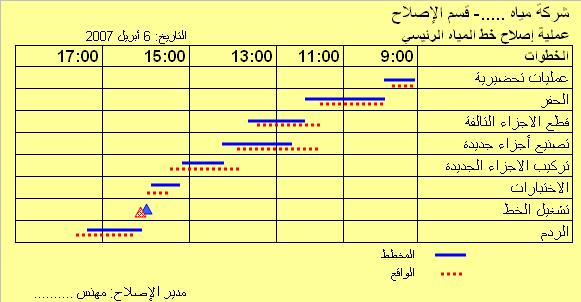 شركة مياه .....- قسم الإصلاح
عملية إصلاح خط المياه الرئيسي التاريخ: 6 أبريل 2007
الخطوات 9:00 11:00 13:00 15:00 17:00
عمليات تحضيرية
الحفر
قطع الاجزاء التالفة
تصنيع أجزاء جديدة
تركيب الاجزاء الجديدة
الاختبارات
تشغيل الخط
الردم
المخطط
الواقع
مدير الإصلاح: مهنس ..........